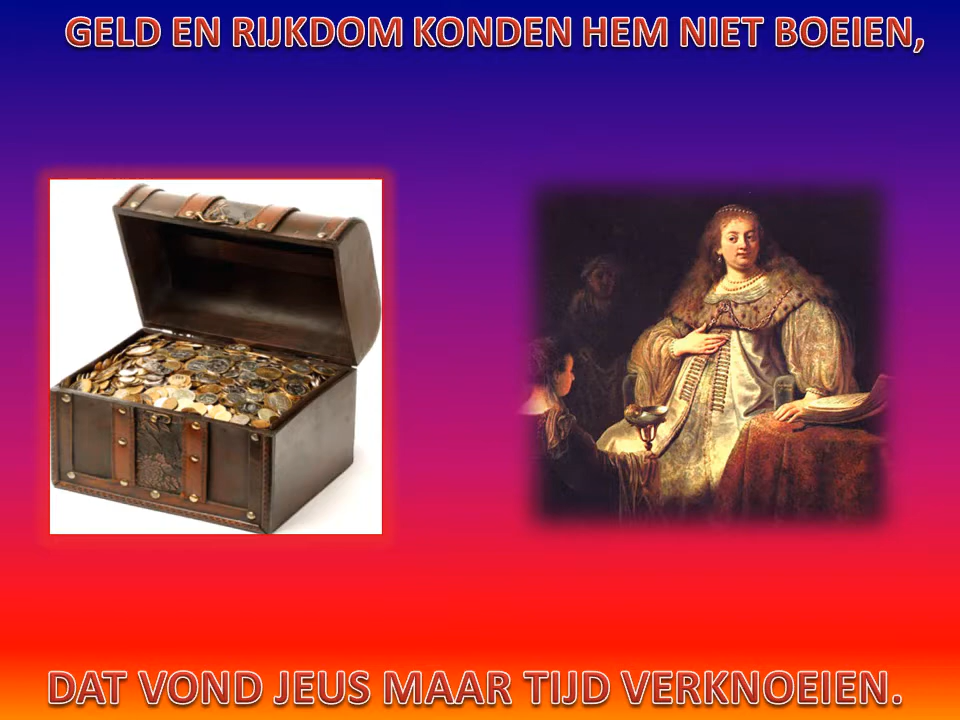 GELD EN RIJKDOM KONDEN HEM NIET BOEIEN,
DAT VOND JEUS MAAR TIJD VERKNOEIEN.